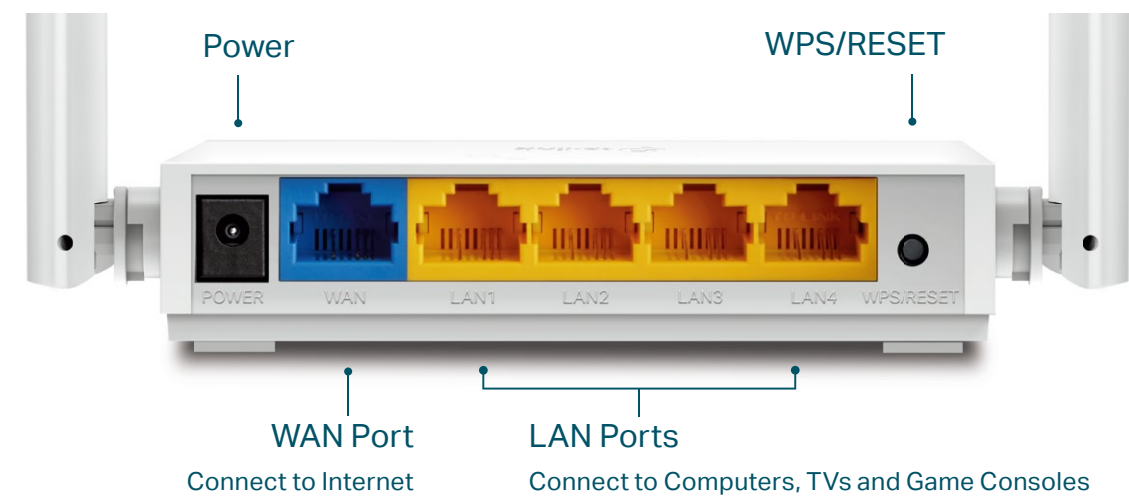 Power
WPS/RESET
POWER
WAN
LAN1
LAN2
LAN3
LAN4
WPS/RESET
WAN Port
Connect to Internet
LAN Ports
Connect to Computers, TVs and Game Consoles